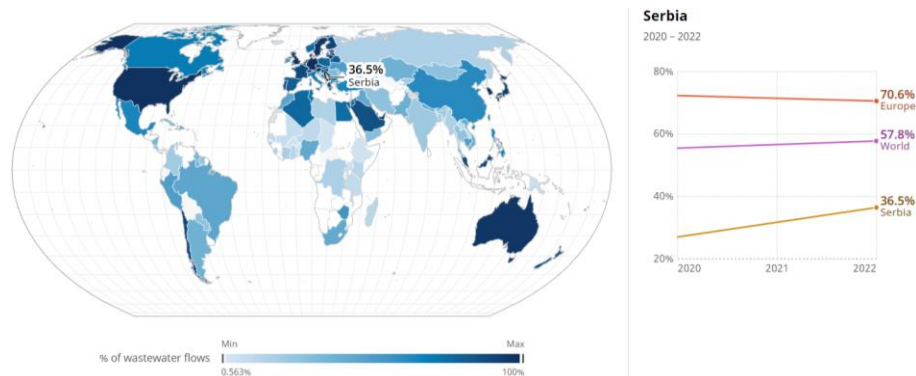 36.5%
Serbia
Min
Max
% of wastewater flows
0.563%
100%
Serbia
2020 – 2022
80%
70.6%
Europe
60%
57.8%
World
40%
36.5%
Serbia
20%
2020
2021
2022